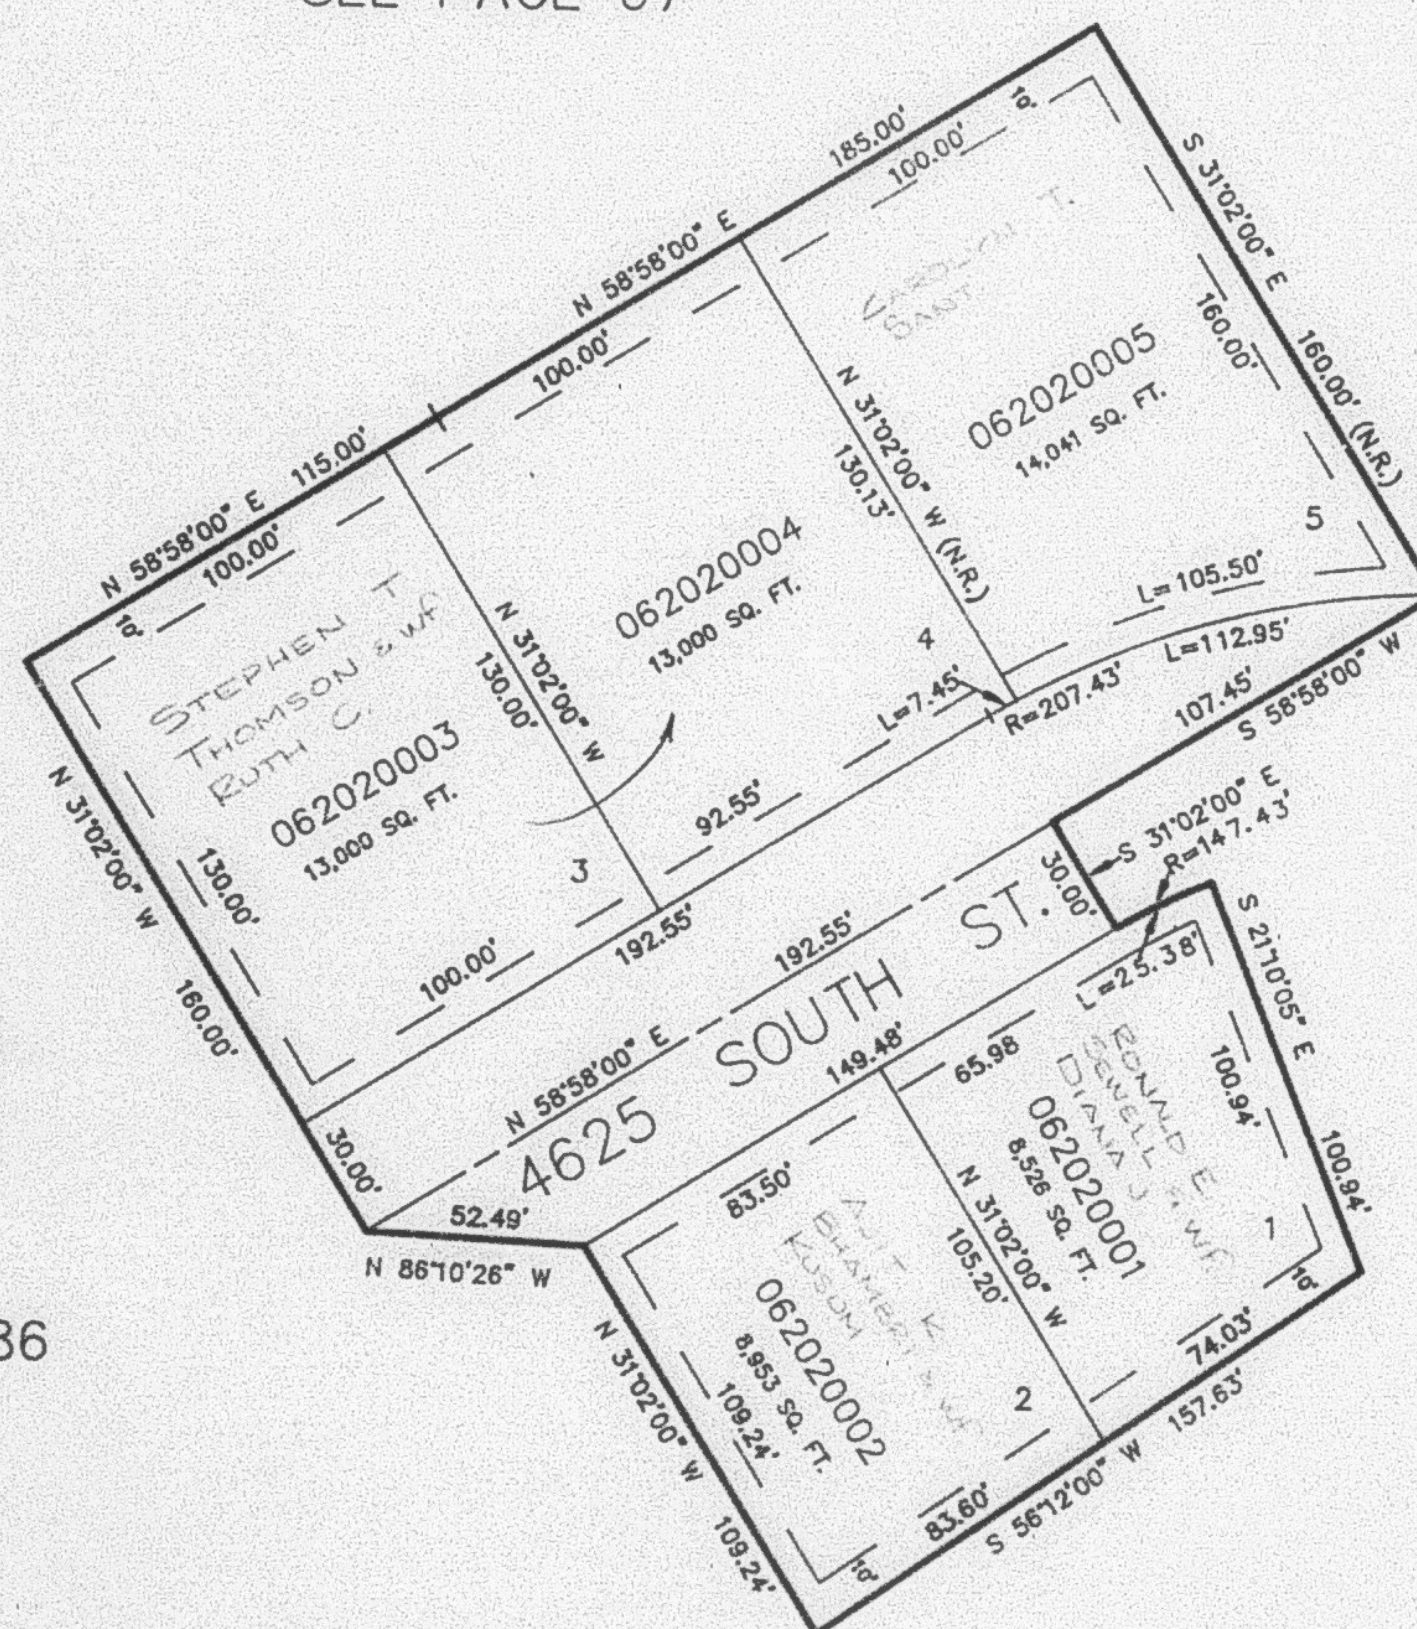 185.00'
100.00'
10'
S 31°02'00" E
N 58°58'00" E
100.00'
T.
160.00'
160.00' (N.R.)
062020005
14,041 SQ. FT.
5
N 31°02'00" W (N.R.)
130.13'
115.00'
N 58°58'00" E
100.00'
10'
062020004
13,000 SQ. FT.
4
L=105.50'
L=112.95'
L=7.45'
R=207.43'
107.45'
S 58°58'00" W
STEPHEN T
THOMSON & WF
RUTH C.
062020003
13,000 SQ. FT.
3
N 31°02'00" W
130.00'
92.55'
N 31°02'00" W
130.00'
160.00'
100.00'
192.55'
192.55'
S 31°02'00" E
R=147.43'
30.00'
S 21°10'05" E
L=25.38'
4625 SOUTH ST.
N 58°58'00" E
149.48'
65.98
30.00'
52.49'
N 86°10'26" W
83.50'
RONALD E
SEWELL & WF
DIANA J
062020001
8,526 SQ. FT.
1
100.94'
100.94'
10'
N 31°02'00" W
105.20'
74.03'
157.63'
AJIT K
BHAMBRI & WF
KUSOM
062020002
8,953 SQ. FT.
2
36
N 31°02'00" W
109.24'
109.24'
83.60'
10'
S 56°12'00" W